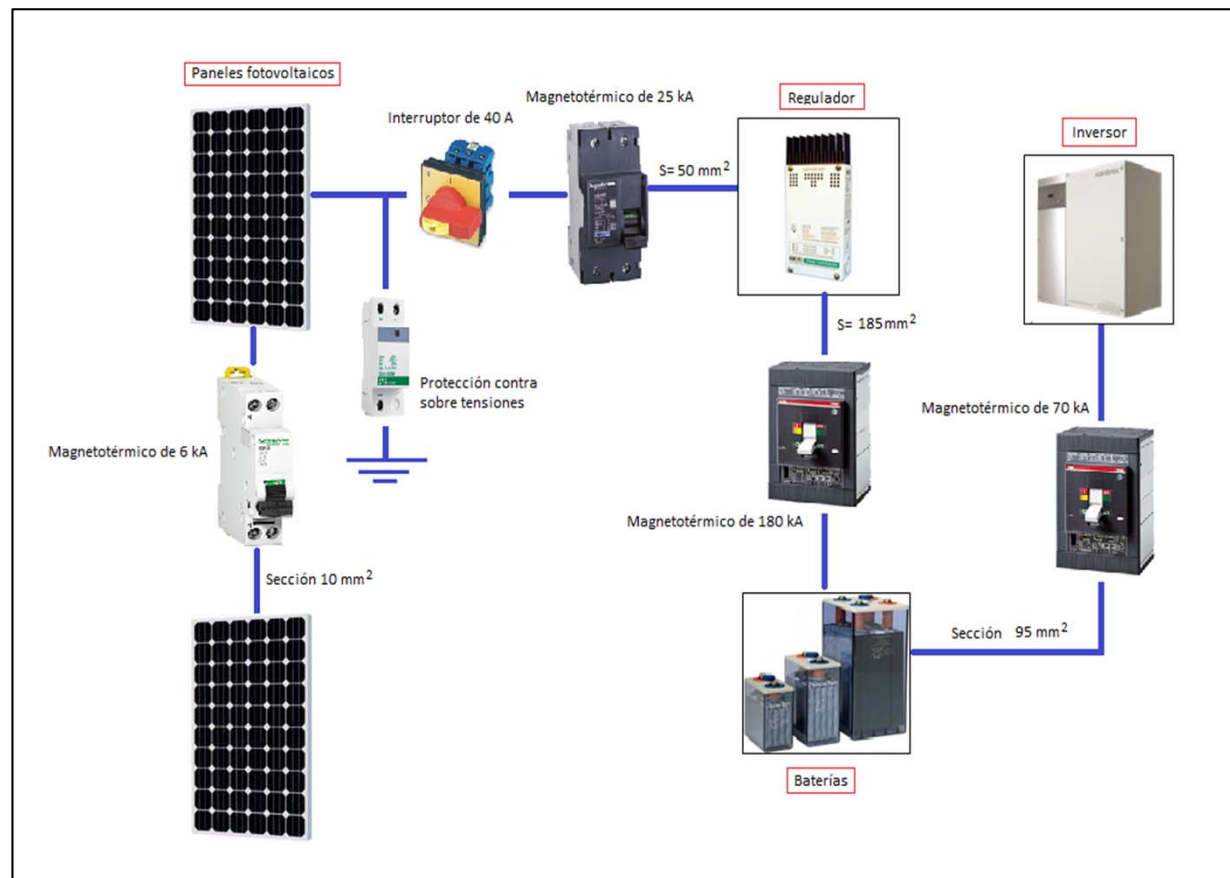 Paneles fotovoltaicos
Interruptor de 40 A
Magnetotérmico de 25 kA
S= 50 mm²
Regulador
Inversor
S= 185mm²
Protección contra
sobre tensiones
Magnetotérmico de 6 kA
Magnetotérmico de 70 kA
Magnetotérmico de 180 kA
Sección 10 mm²
Sección 95 mm²
Baterías